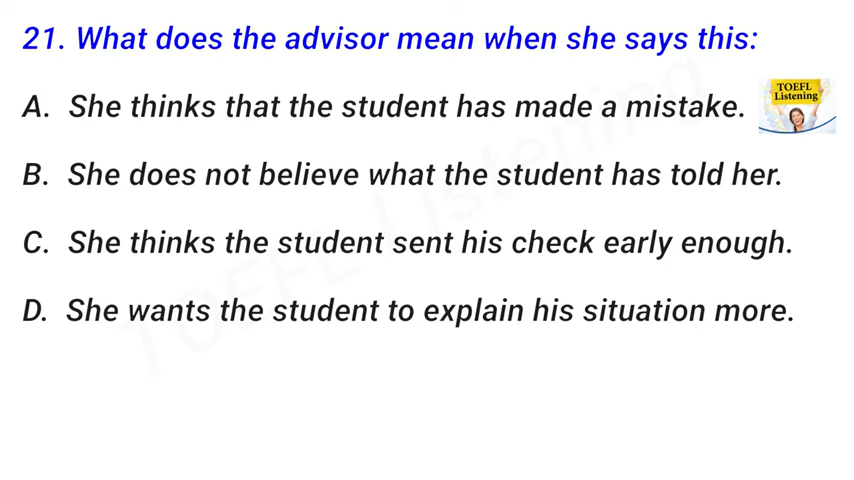 21. What does the advisor mean when she says this:
A. She thinks that the student has made a mistake.
TOEFL
Listening
B. She does not believe what the student has told her.
C. She thinks the student sent his check early enough.
D. She wants the student to explain his situation more.
TOEFL Listening